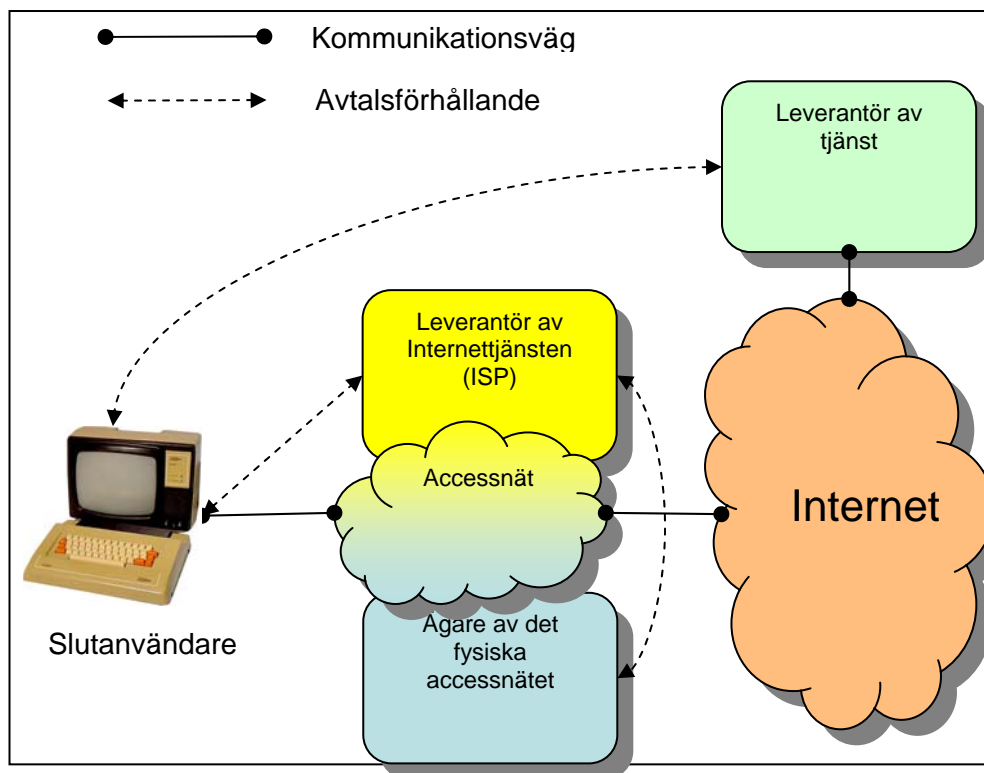 Kommunikationsväg
Avtalsförhållande
Leverantör av
tjänst
Leverantör av
Internettjänsten
(ISP)
Accessnät
Internet
Slutanvändare
Ägare av det
fysiska
accessnätet